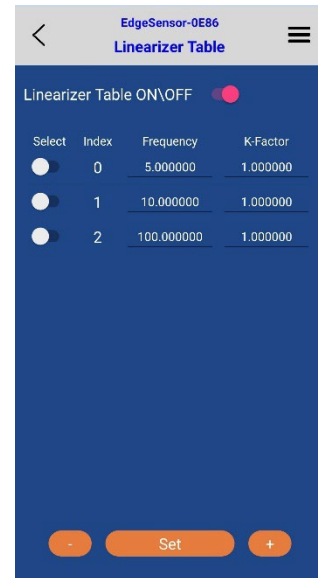 EdgeSensor-0E86
Linearizer Table
Linearizer Table ON\OFF
Select Index Frequency K-Factor
0 5.000000 1.000000
1 10.000000 1.000000
2 100.000000 1.000000
- Set +